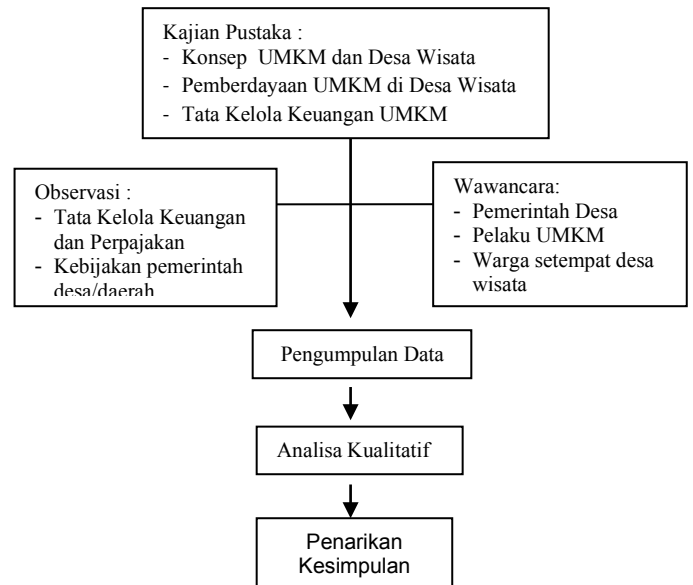 Kajian Pustaka :
- Konsep UMKM dan Desa Wisata
- Pemberdayaan UMKM di Desa Wisata
- Tata Kelola Keuangan UMKM
Observasi :
- Tata Kelola Keuangan
dan Perpajakan
- Kebijakan pemerintah
desa/daerah
Wawancara:
- Pemerintah Desa
- Pelaku UMKM
- Warga setempat desa
wisata
Pengumpulan Data
Analisa Kualitatif
Penarikan
Kesimpulan